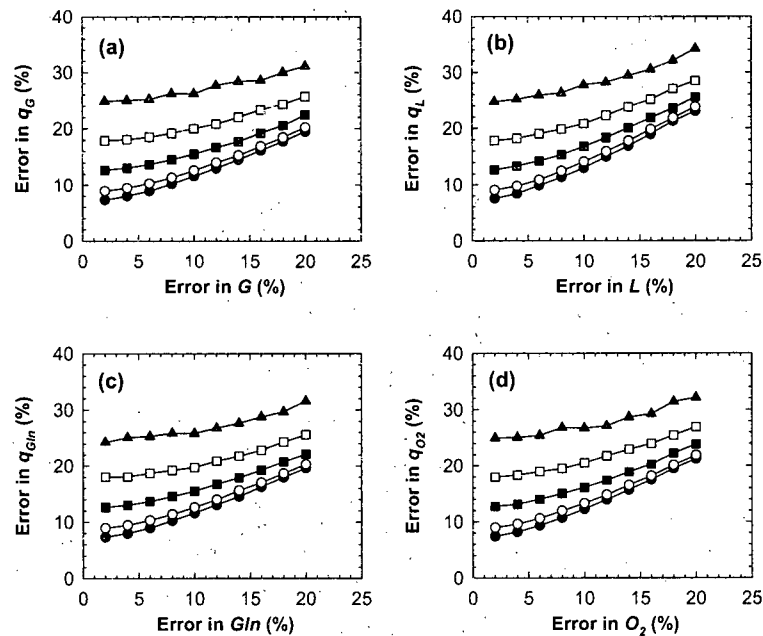 (a)
Error in qG (%)
40
30
20
10
0
0 5 10 15 20 25
Error in G (%)
(b)
Error in qL (%)
40
30
20
10
0
0 5 10 15 20 25
Error in L (%)
(c)
Error in qGln (%)
40
30
20
10
0
0 5 10 15 20 25
Error in Gln (%)
(d)
Error in qO2 (%)
40
30
20
10
0
0 5 10 15 20 25
Error in O2 (%)